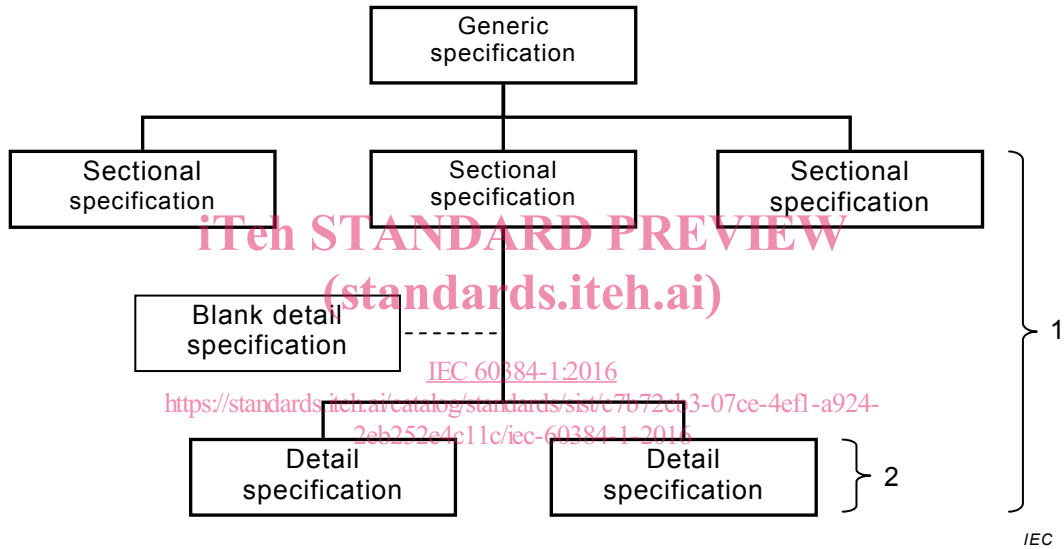 Generic
specification
Sectional
specification
Sectional
specification
Sectional
specification
iTeh STANDARD PREVIEW
(standards.iteh.ai)
Blank detail
specification
1
IEC 60384-1:2016
https://standards.iteh.ai/catalog/standards/sist/c7b72cb3-07ce-4ef1-a924-
2eb252e4c11c/iec-60384-1-2016
Detail
specification
Detail
specification
2
IEC